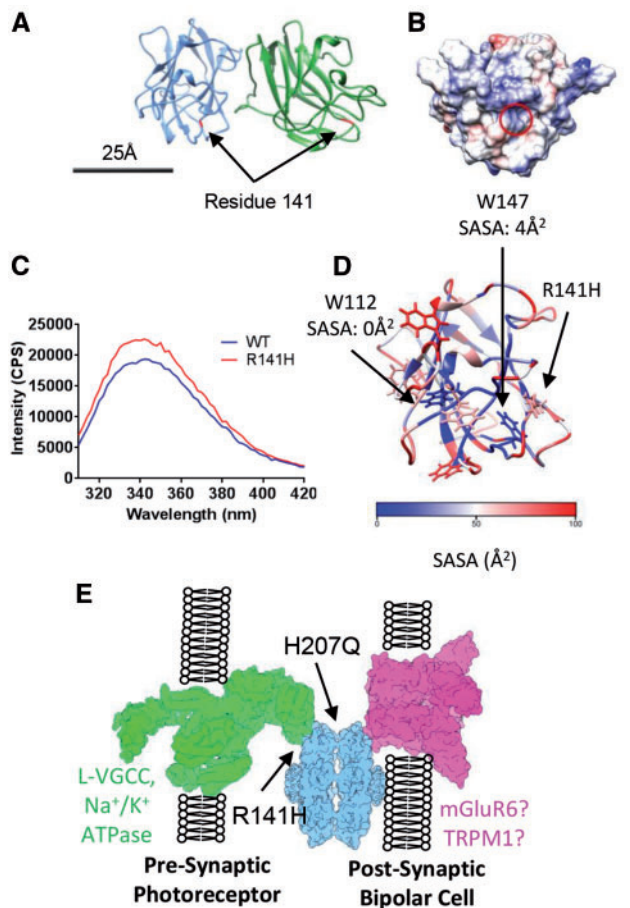 A
25Å
Residue 141
B
W147
SASA: 4Å²
C
25000
20000
15000
10000
5000
0
Intensity (CPS)
WT
R141H
320 340 360 380 400 420
Wavelength (nm)
D
W112
SASA: 0Å²
R141H
0 50 100
SASA (Å²)
E
H207Q
L-VGCC,
Na⁺/K⁺
ATPase
R141H
mGluR6?
TRPM1?
Pre-Synaptic
Photoreceptor
Post-Synaptic
Bipolar Cell